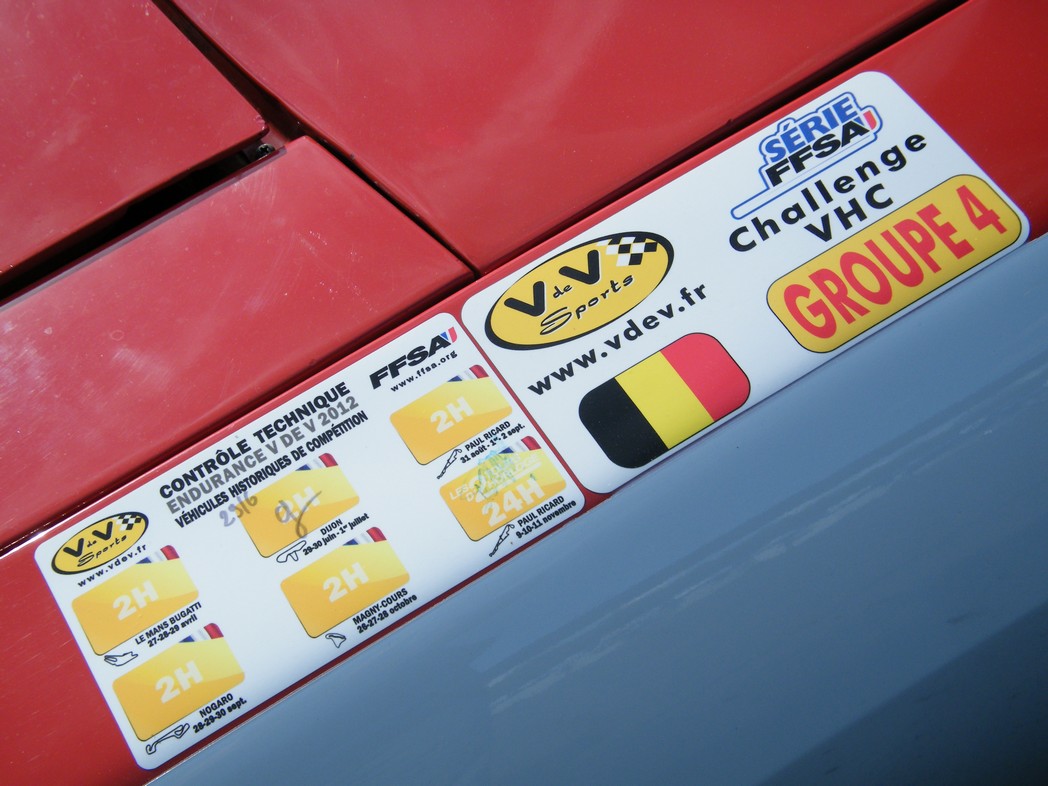 CONTRÔLE TECHNIQUE
ENDURANCE V DE V 2012
VÉHICULES HISTORIQUES DE COMPÉTITION
FFSA
www.ffsa.org
V de V
Sports
www.vdev.fr
2H
LE MANS BUGATTI
27-28-29 avril
2H
NOGARO
28-29-30 sept.
2H
DIJON
29-30 juin - 1er juillet
2H
MAGNY-COURS
26-27-28 octobre
2H
PAUL RICARD
31 août - 1er- 2 sept.
24H
PAUL RICARD
9-10-11 novembre
V de V
Sports
www.vdev.fr
SÉRIE
FFSA
Challenge
VHC
GROUPE 4